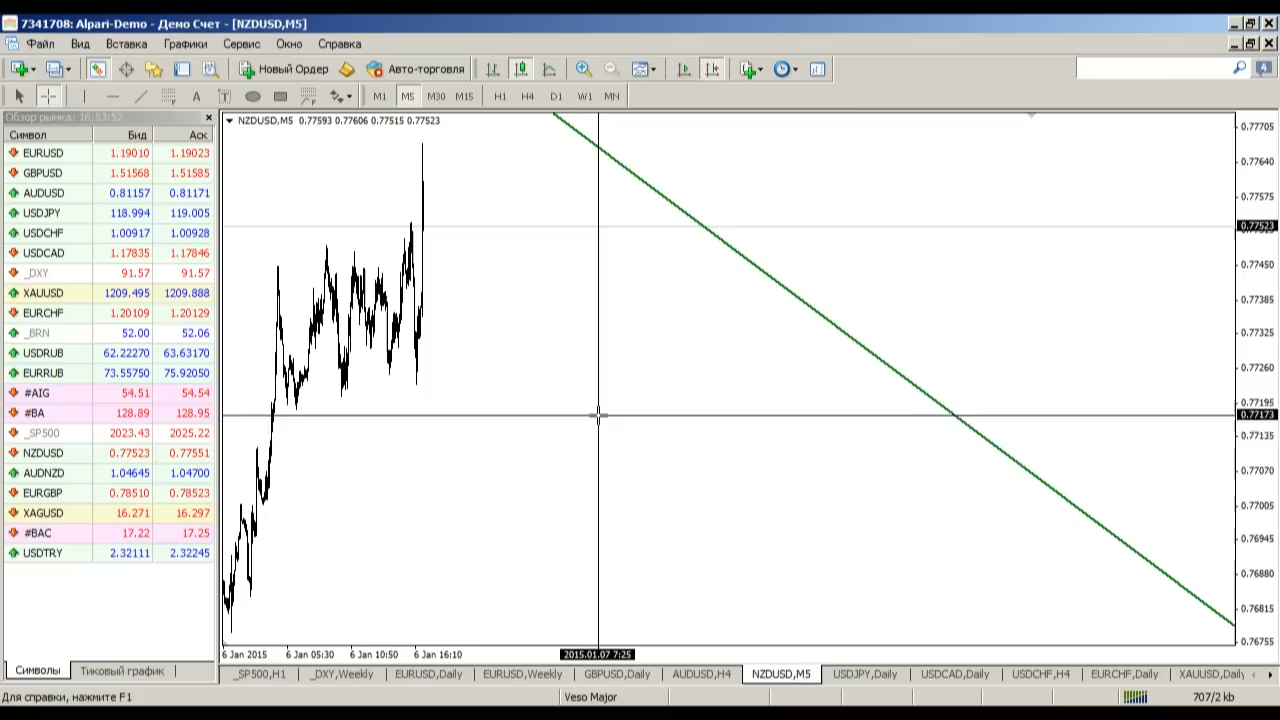 7341708: Alpari-Demo - Демо Счет - [NZDUSD,M5]
Файл Вид Вставка Графики Сервис Окно Справка
Новый Ордер Авто-торговля 4
A T M1 M5 M30 M15 H1 H4 D1 W1 MN
Обзор рынка: 16:53:52
Символ Бид Аск
EURUSD 1.19010 1.19023
GBPUSD 1.51568 1.51585
AUDUSD 0.81157 0.81171
USDJPY 118.994 119.005
USDCHF 1.00917 1.00928
USDCAD 1.17835 1.17846
_DXY 91.57 91.57
XAUUSD 1209.495 1209.888
EURCHF 1.20109 1.20129
_BRN 52.00 52.06
USDRUB 62.22270 63.63170
EURRUB 73.55750 75.92050
#AIG 54.51 54.54
#BA 128.89 128.95
_SP500 2023.43 2025.22
NZDUSD 0.77523 0.77551
AUDNZD 1.04645 1.04700
EURGBP 0.78510 0.78523
XAGUSD 16.271 16.297
#BAC 17.22 17.25
USDTRY 2.32111 2.32245
Символы Тиковый график
NZDUSD,M5 0.77593 0.77606 0.77515 0.77523
0.77705
0.77640
0.77575
0.77523
0.77450
0.77385
0.77325
0.77260
0.77195
0.77173
0.77135
0.77070
0.77005
0.76945
0.76880
0.76815
0.76755
6 Jan 2015 6 Jan 05:30 6 Jan 10:50 6 Jan 16:10 2015.01.07 7:25
_SP500,H1 _DXY,Weekly EURUSD,Daily EURUSD,Weekly GBPUSD,Daily AUDUSD,H4 NZDUSD,M5 USDJPY,Daily USDCAD,Daily USDCHF,H4 EURCHF,Daily XAUUSD,Daily
Для справки, нажмите F1 Veso Major 707/2 kb